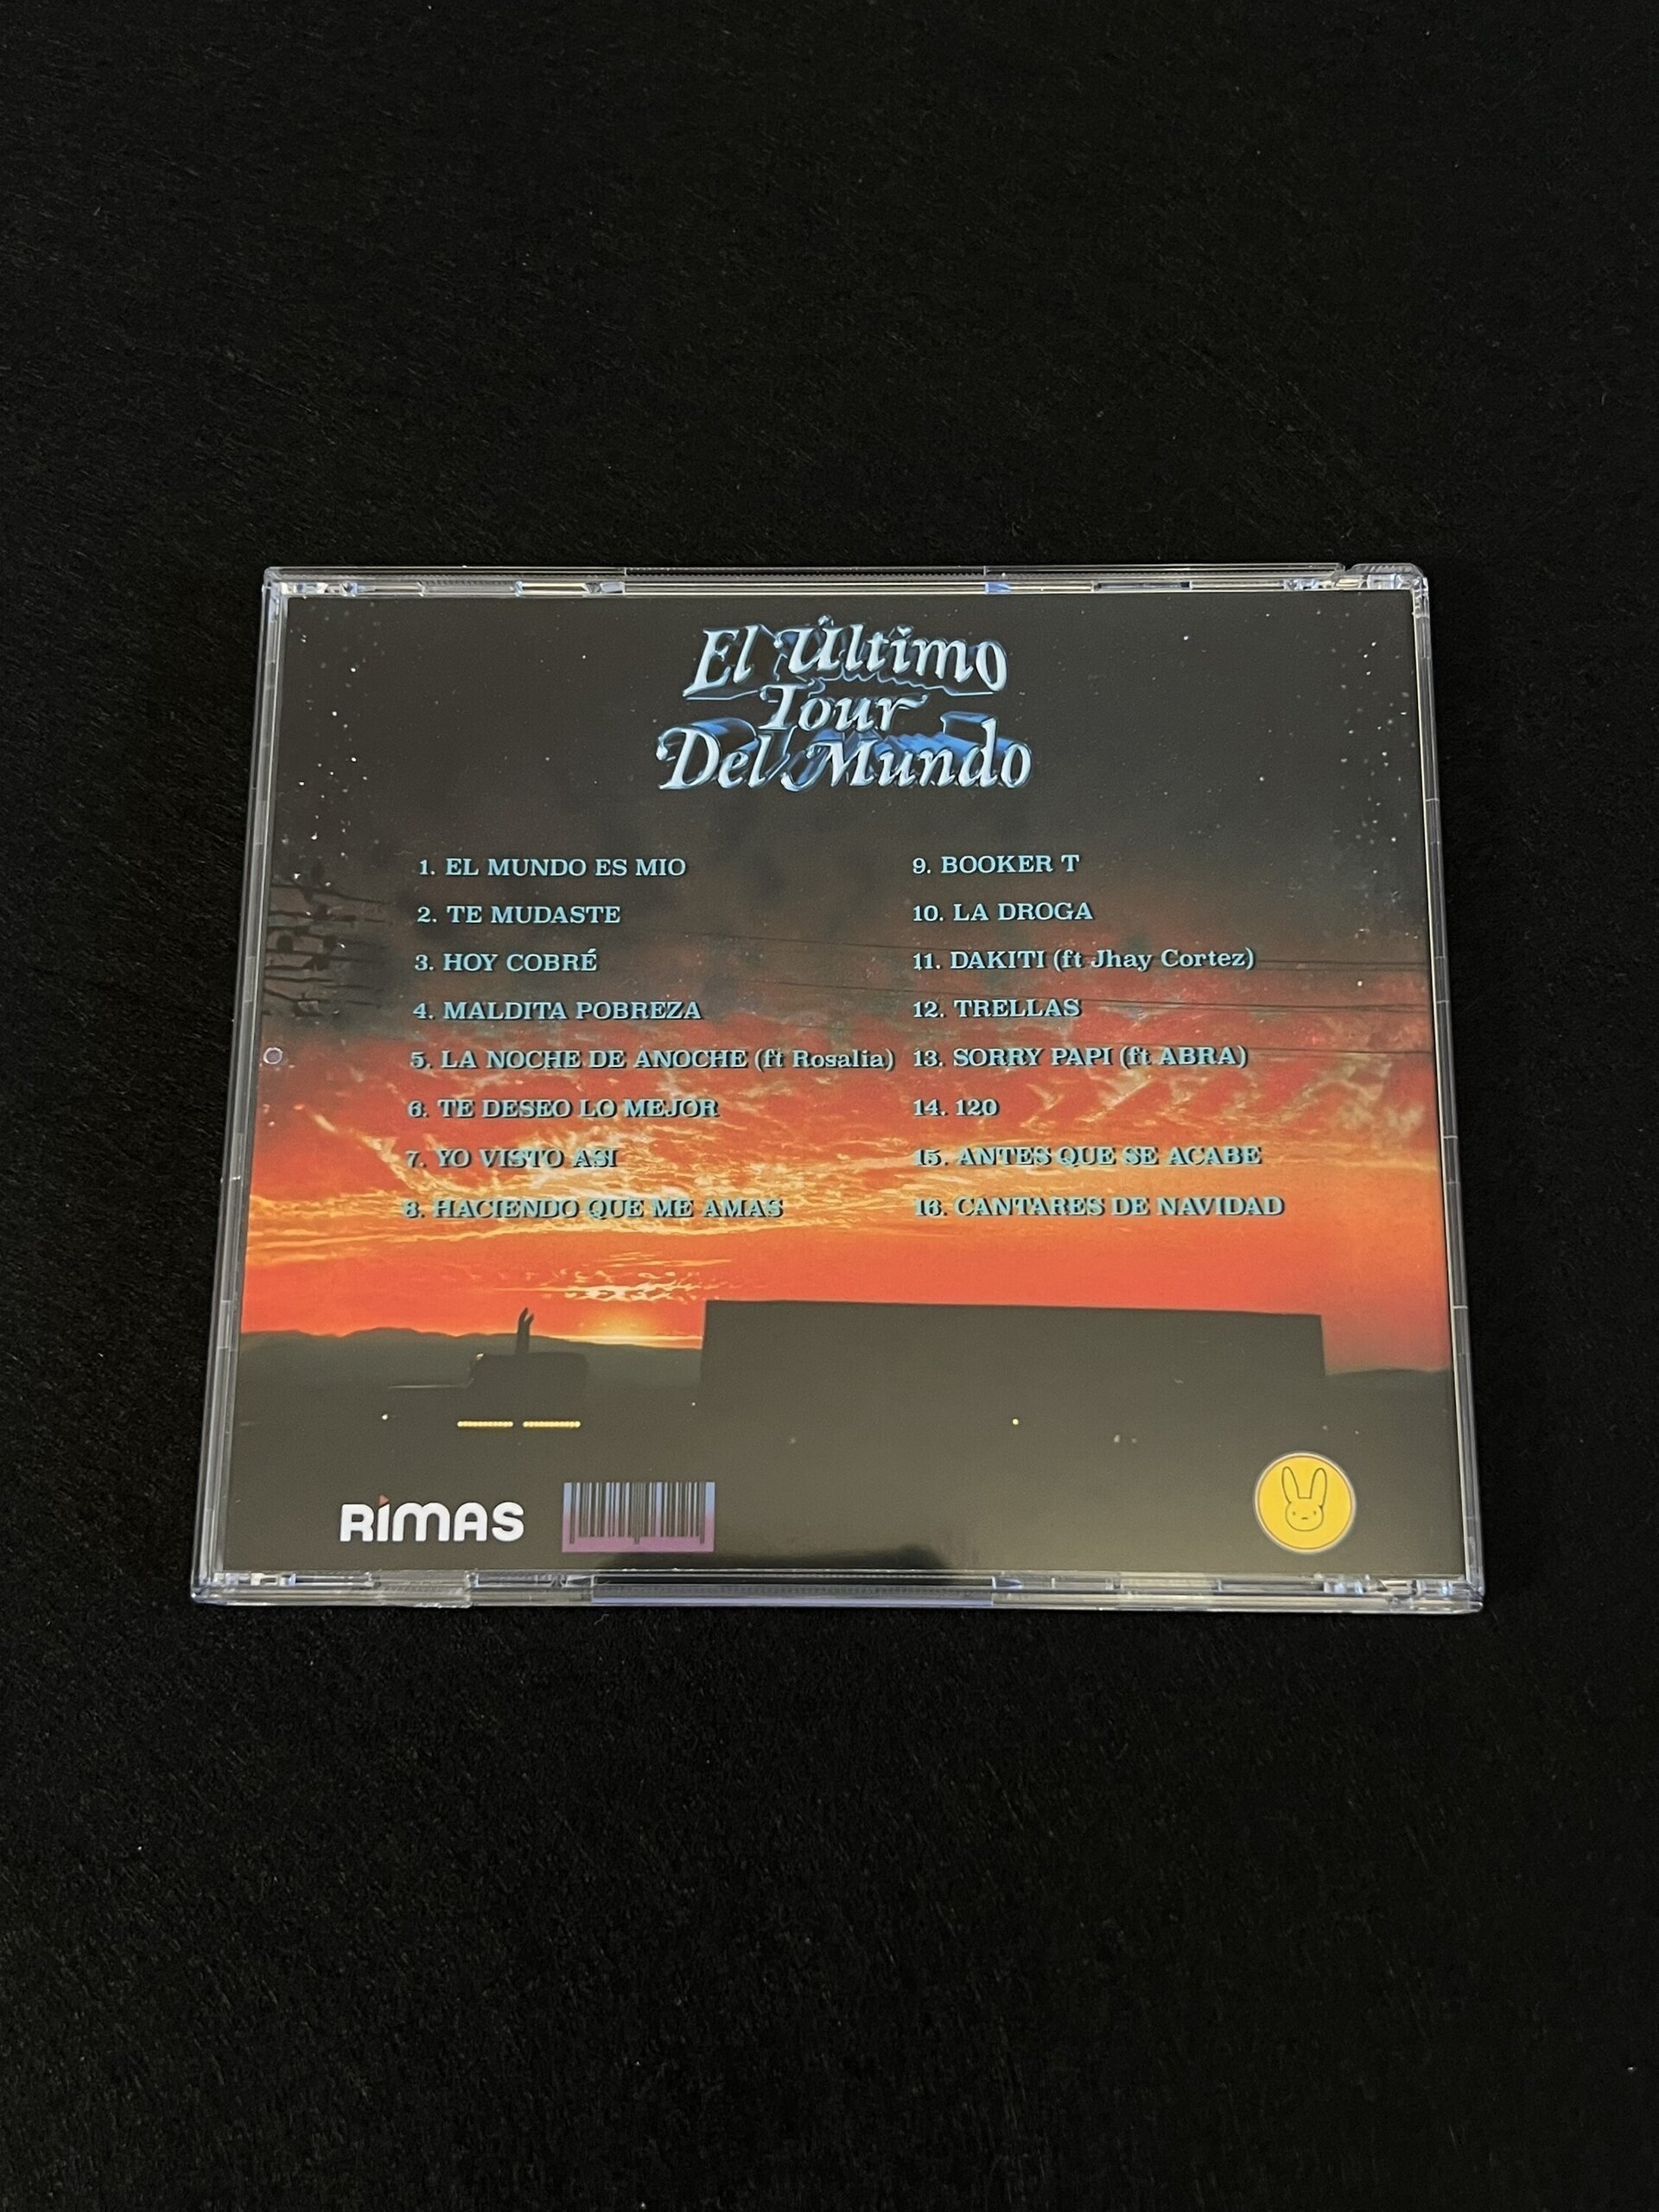 El Último
Tour
Del Mundo
1. EL MUNDO ES MIO
2. TE MUDASTE
3. HOY COBRÉ
4. MALDITA POBREZA
5. LA NOCHE DE ANOCHE (ft Rosalia)
6. TE DESEO LO MEJOR
7. YO VISTO ASI
8. HACIENDO QUE ME AMAS
9. BOOKER T
10. LA DROGA
11. DAKITI (ft Jhay Cortez)
12. TRELLAS
13. SORRY PAPI (ft ABRA)
14. 120
15. ANTES QUE SE ACABE
16. CANTARES DE NAVIDAD
RIMAS